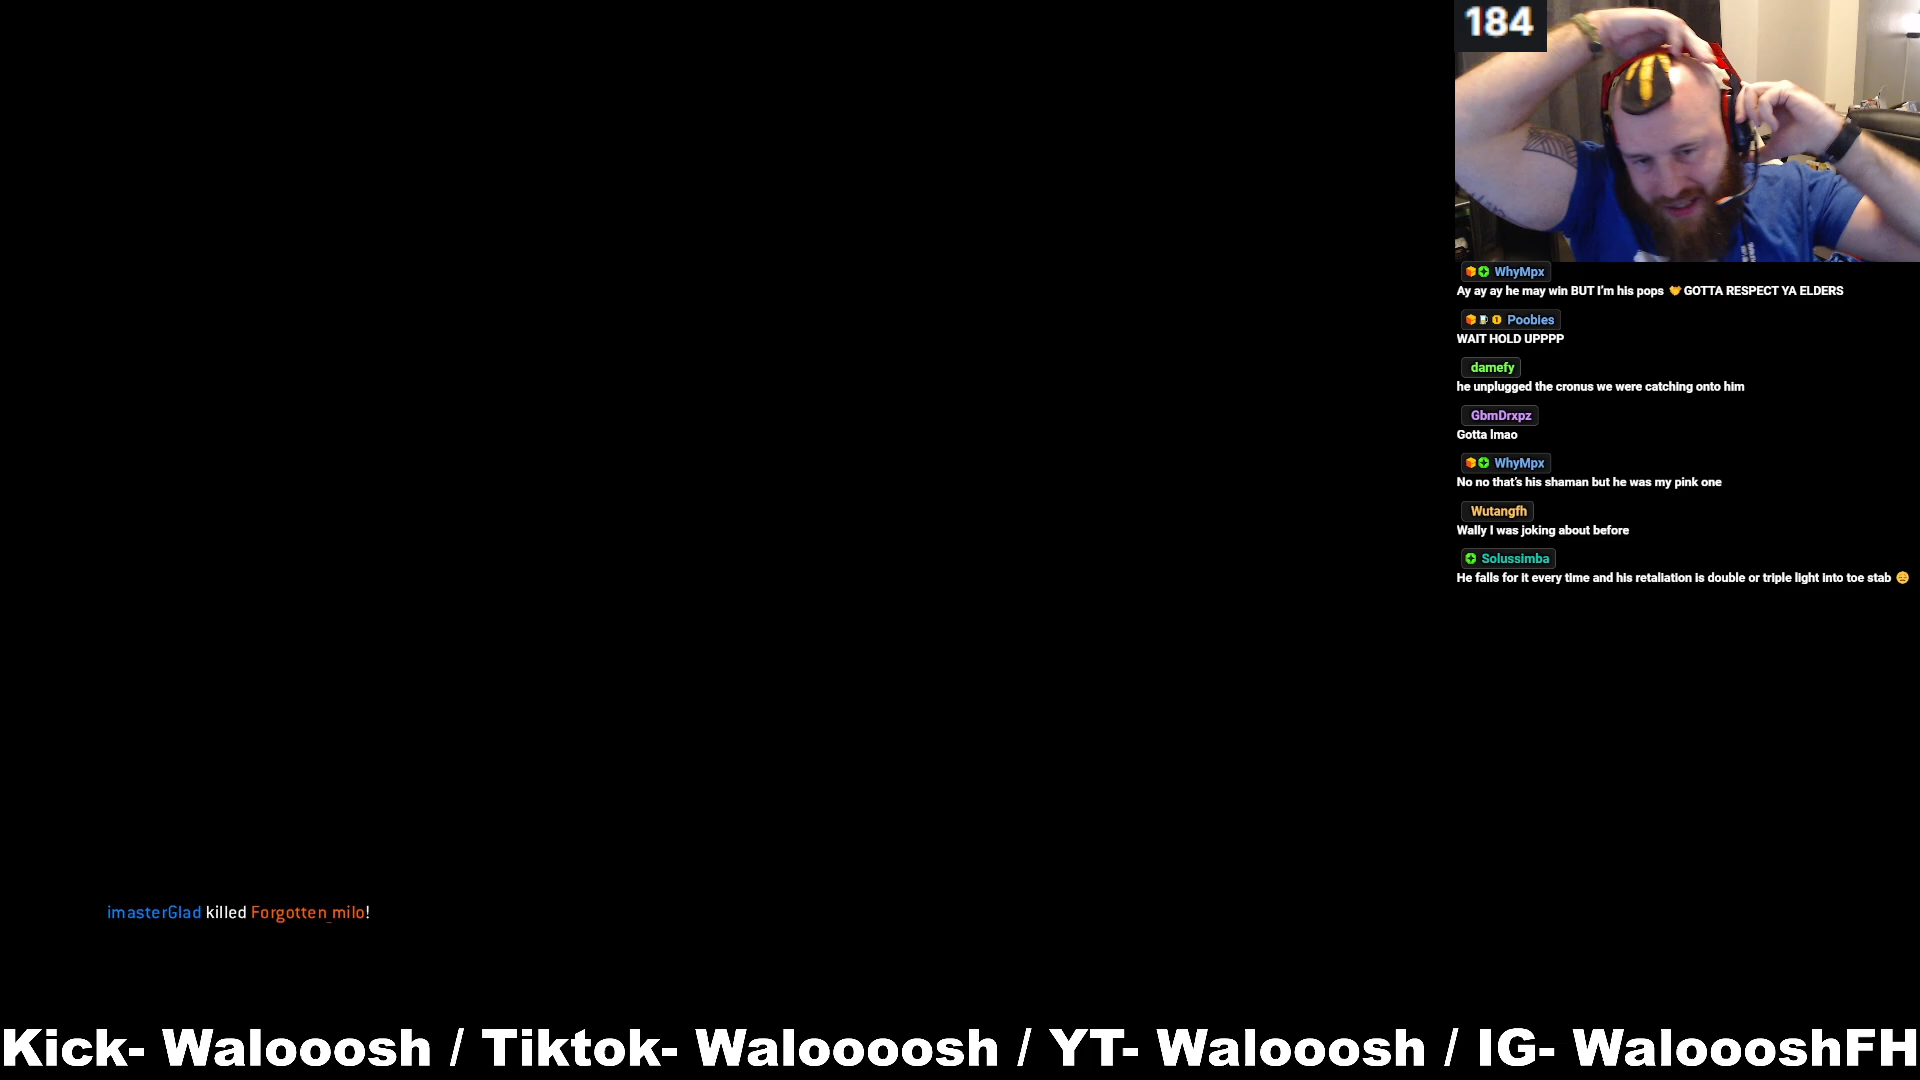 184
WhyMpx
Ay ay ay he may win BUT I'm his pops GOTTA RESPECT YA ELDERS
Poobies
WAIT HOLD UPPPP
damefy
he unplugged the cronus we were catching onto him
GbmDrxpz
Gotta lmao
WhyMpx
No no that's his shaman but he was my pink one
Wutangfh
Wally I was joking about before
Solussimba
He falls for it every time and his retaliation is double or triple light into toe stab
imasterGlad killed Forgotten_milo!
Kick- Walooosh / Tiktok- Waloooosh / YT- Walooosh / IG- WaloooshFH